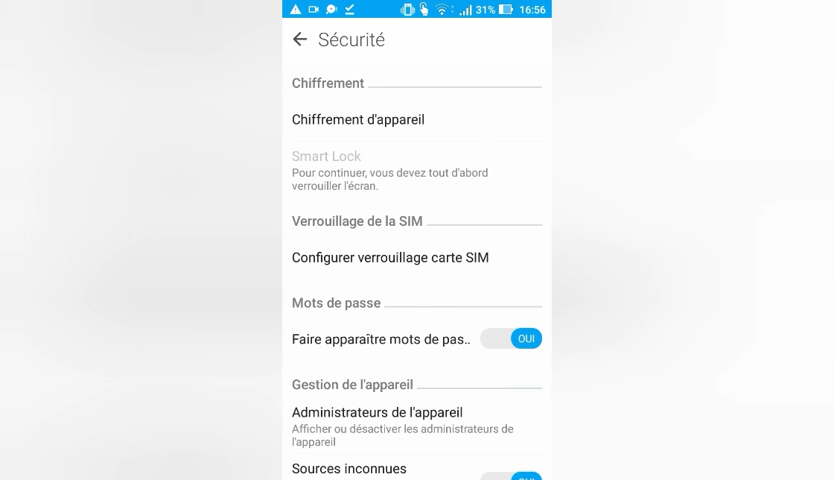 31% 16:56
Sécurité
Chiffrement
Chiffrement d'appareil
Smart Lock
Pour continuer, vous devez tout d'abord
verrouiller l'écran.
Verrouillage de la SIM
Configurer verrouillage carte SIM
Mots de passe
Faire apparaître mots de pas.. OUI
Gestion de l'appareil
Administrateurs de l'appareil
Afficher ou désactiver les administrateurs de
l'appareil
Sources inconnues